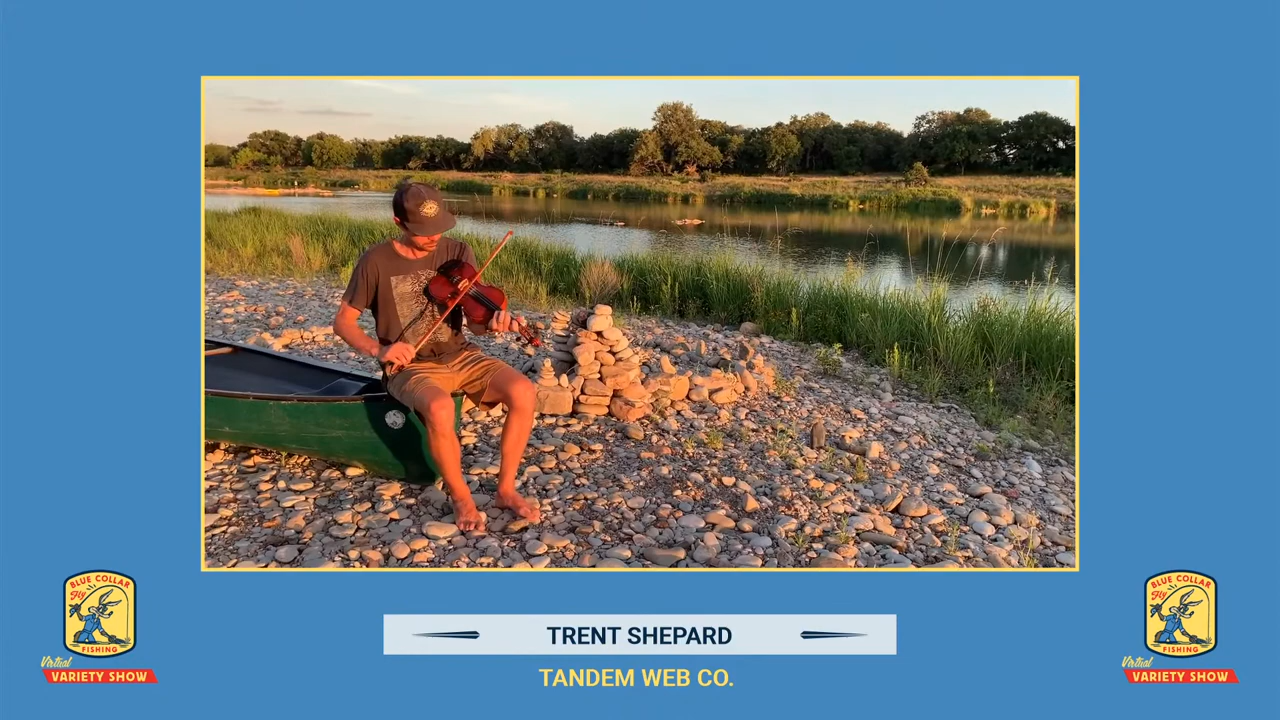 BLUE COLLAR
Fly
FISHING
Virtual
VARIETY SHOW
TRENT SHEPARD
TANDEM WEB CO.
BLUE COLLAR
Fly
FISHING
Virtual
VARIETY SHOW